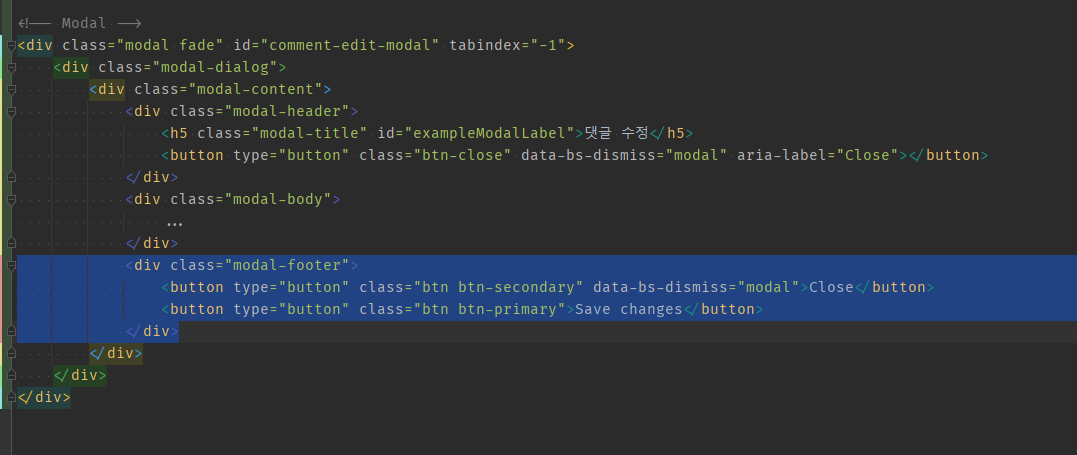 <!-- Modal -->
<div class="modal fade" id="comment-edit-modal" tabindex="-1">
<div class="modal-dialog">
<div class="modal-content">
<div class="modal-header">
<h5 class="modal-title" id="exampleModalLabel">댓글 수정</h5>
<button type="button" class="btn-close" data-bs-dismiss="modal" aria-label="Close"></button>
</div>
<div class="modal-body">
...
</div>
<div class="modal-footer">
<button type="button" class="btn btn-secondary" data-bs-dismiss="modal">Close</button>
<button type="button" class="btn btn-primary">Save changes</button>
</div>
</div>
</div>
</div>